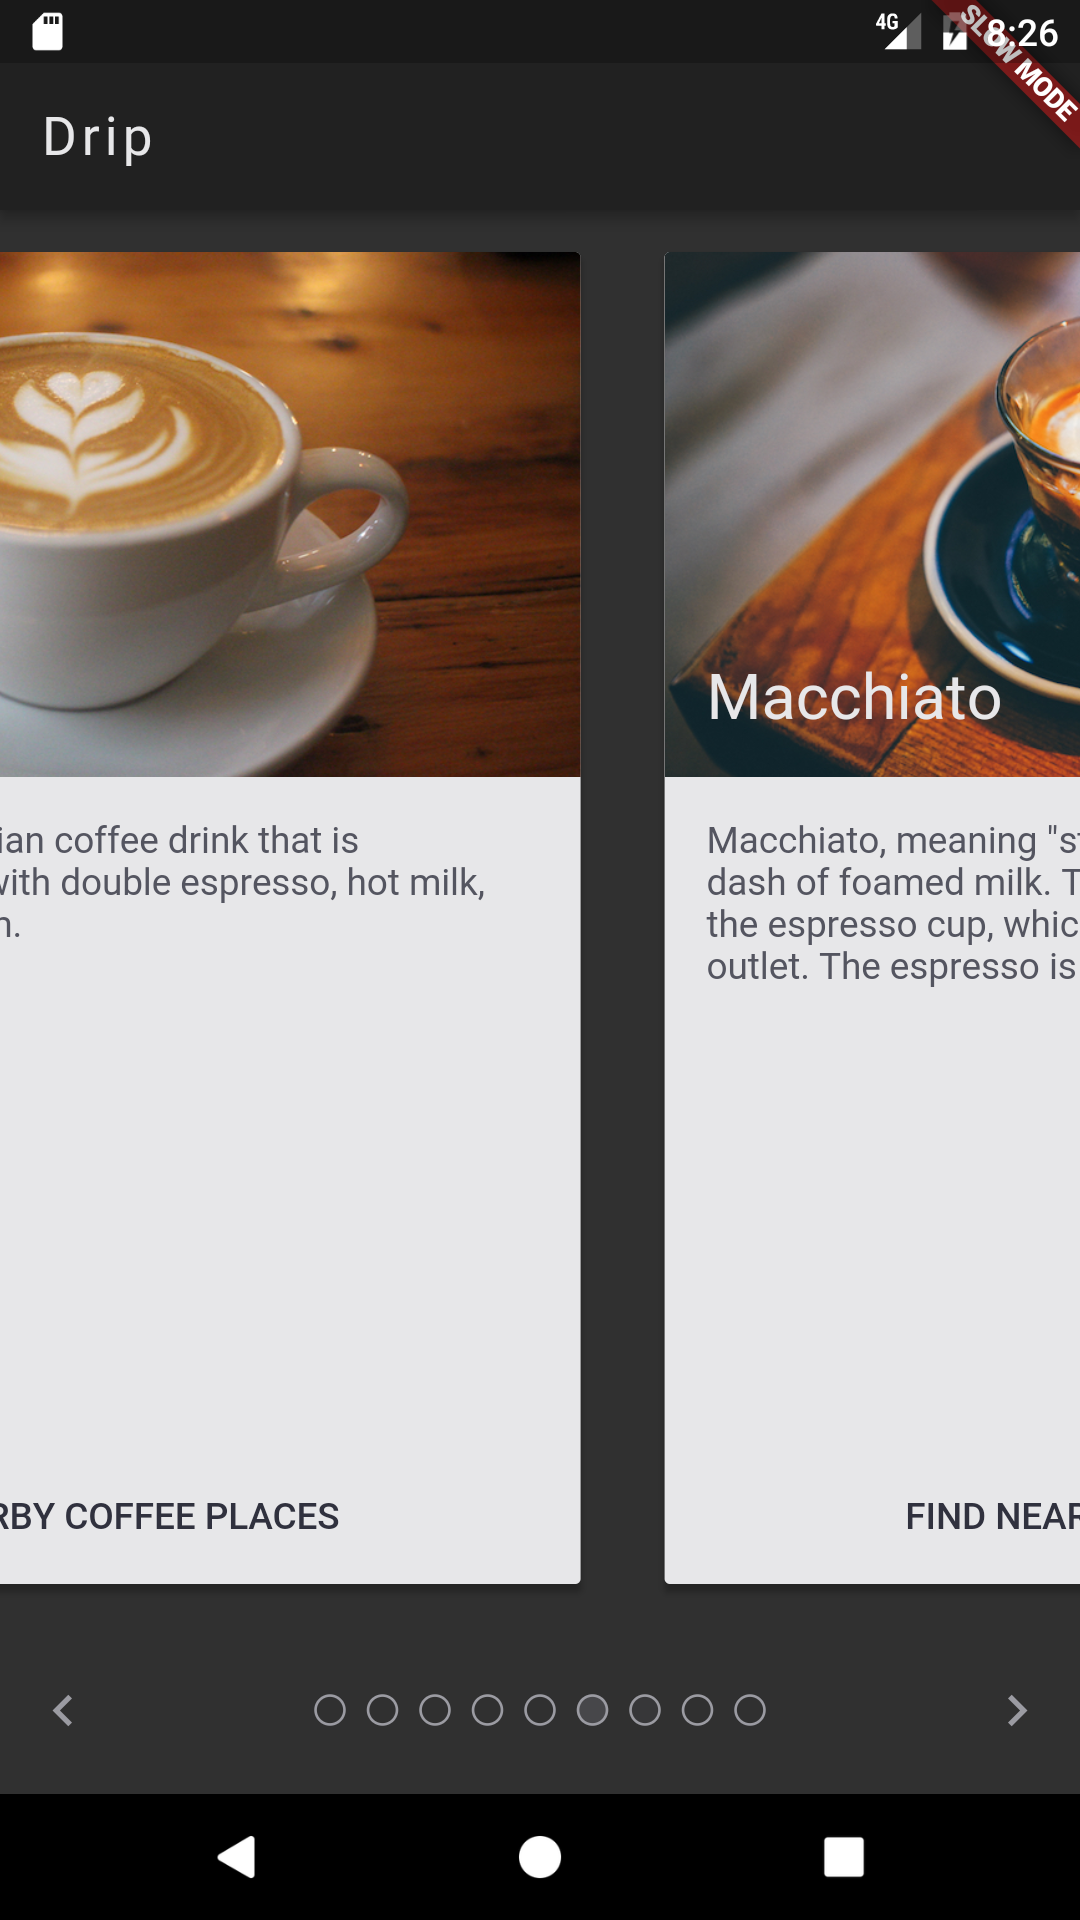 4G
8:26
SLOW MODE
Drip
Macchiato
ian coffee drink that is
with double espresso, hot milk,
n.
Macchiato, meaning "st
dash of foamed milk. T
the espresso cup, whic
outlet. The espresso is
RBY COFFEE PLACES
FIND NEAR